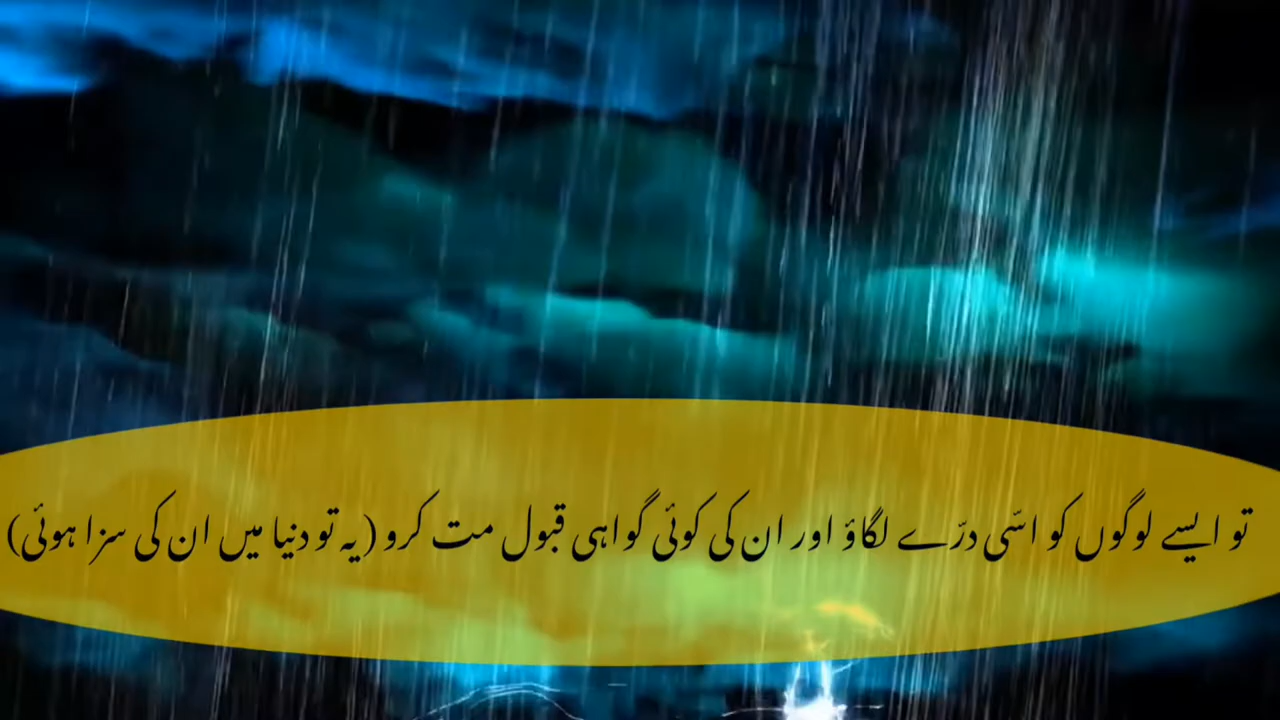 تو ایسے لوگوں کو اسّی درّے لگاؤ اور ان کی کوئی گواہی قبول مت کرو (یہ تو دنیا میں ان کی سزا ہوئی)